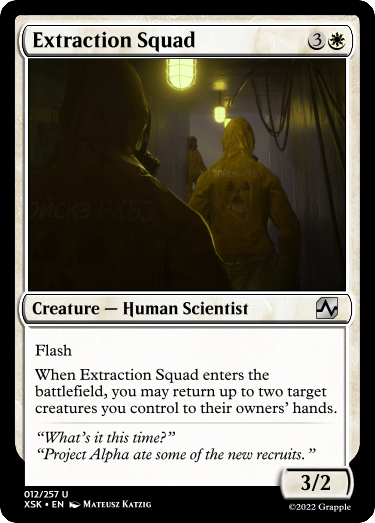 Extraction Squad
3
ВОЙСКА РХБЗ
Creature — Human Scientist
Flash
When Extraction Squad enters the
battlefield, you may return up to two target
creatures you control to their owners’ hands.
“What’s it this time?”
“Project Alpha ate some of the new recruits.”
3/2
012/257 U
XSK • EN Mateusz Katzig
©2022 Grapple